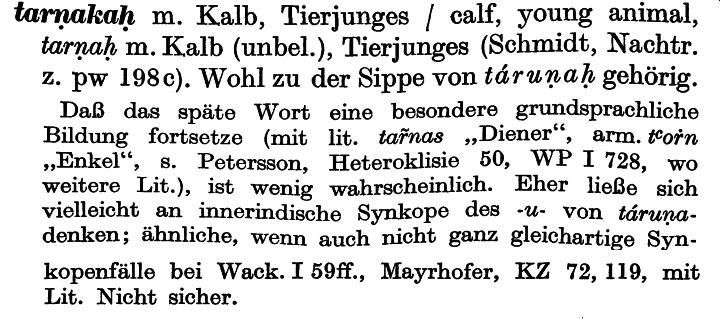 tarṇakaḥ m. Kalb, Tierjunges / calf, young animal,
tarṇaḥ m. Kalb (unbel.), Tierjunges (Schmidt, Nachtr.
z. pw 198c). Wohl zu der Sippe von táruṇaḥ gehörig.
Daß das späte Wort eine besondere grundsprachliche
Bildung fortsetze (mit lit. tar̃nas „Diener“, arm. tʿoṙn
„Enkel“, s. Petersson, Heteroklisie 50, WP I 728, wo
weitere Lit.), ist wenig wahrscheinlich. Eher ließe sich
vielleicht an innerindische Synkope des -u- von táruṇa-
denken; ähnliche, wenn auch nicht ganz gleichartige Syn-
kopenfälle bei Wack. I 59ff., Mayrhofer, KZ 72, 119, mit
Lit. Nicht sicher.